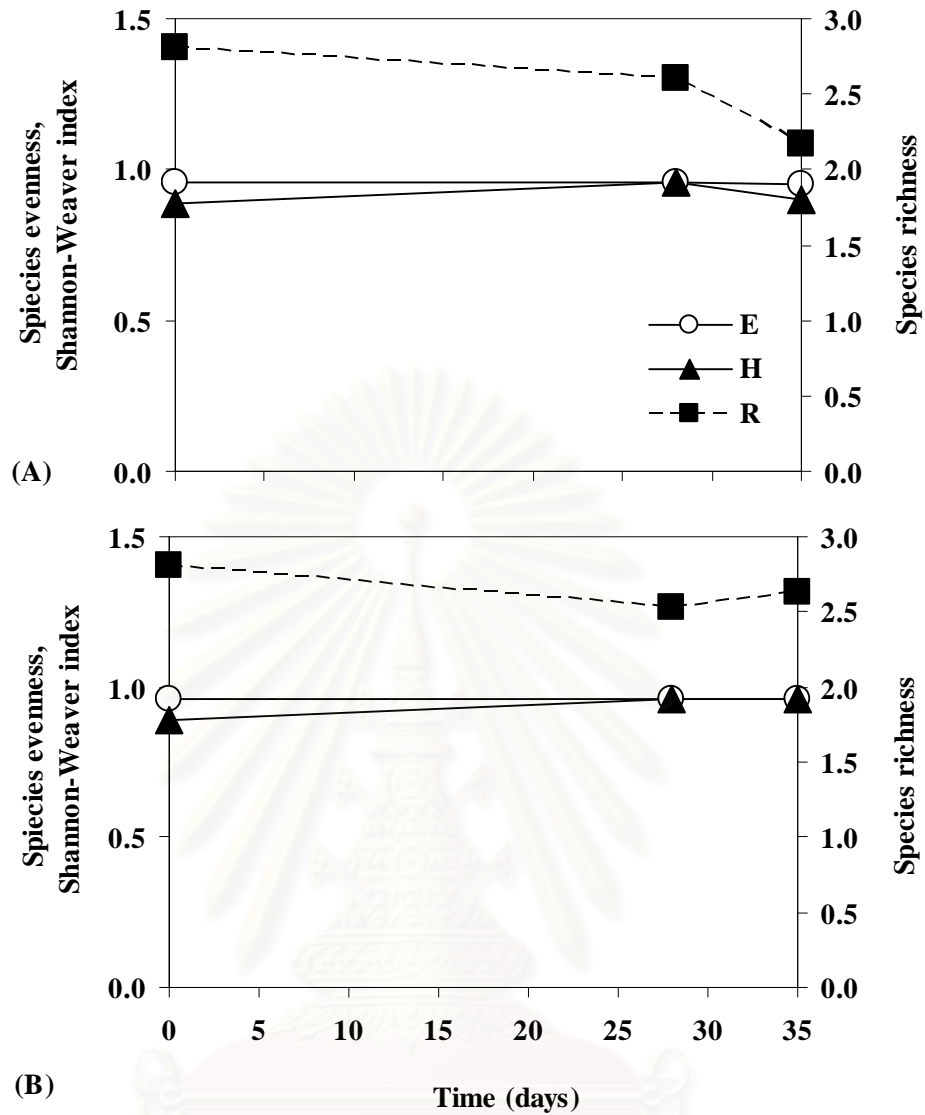 1.5
3.0
2.5
1.0
2.0
1.5
0.5
1.0
0.5
0.0
0.0
Spiecies evenness,
Shannon-Weaver index
Species richness
E
H
R
(A)
1.5
3.0
2.5
1.0
2.0
1.5
0.5
1.0
0.5
0.0
0.0
Spiecies evenness,
Shannon-Weaver index
Species richness
0 5 10 15 20 25 30 35
(B)
Time (days)